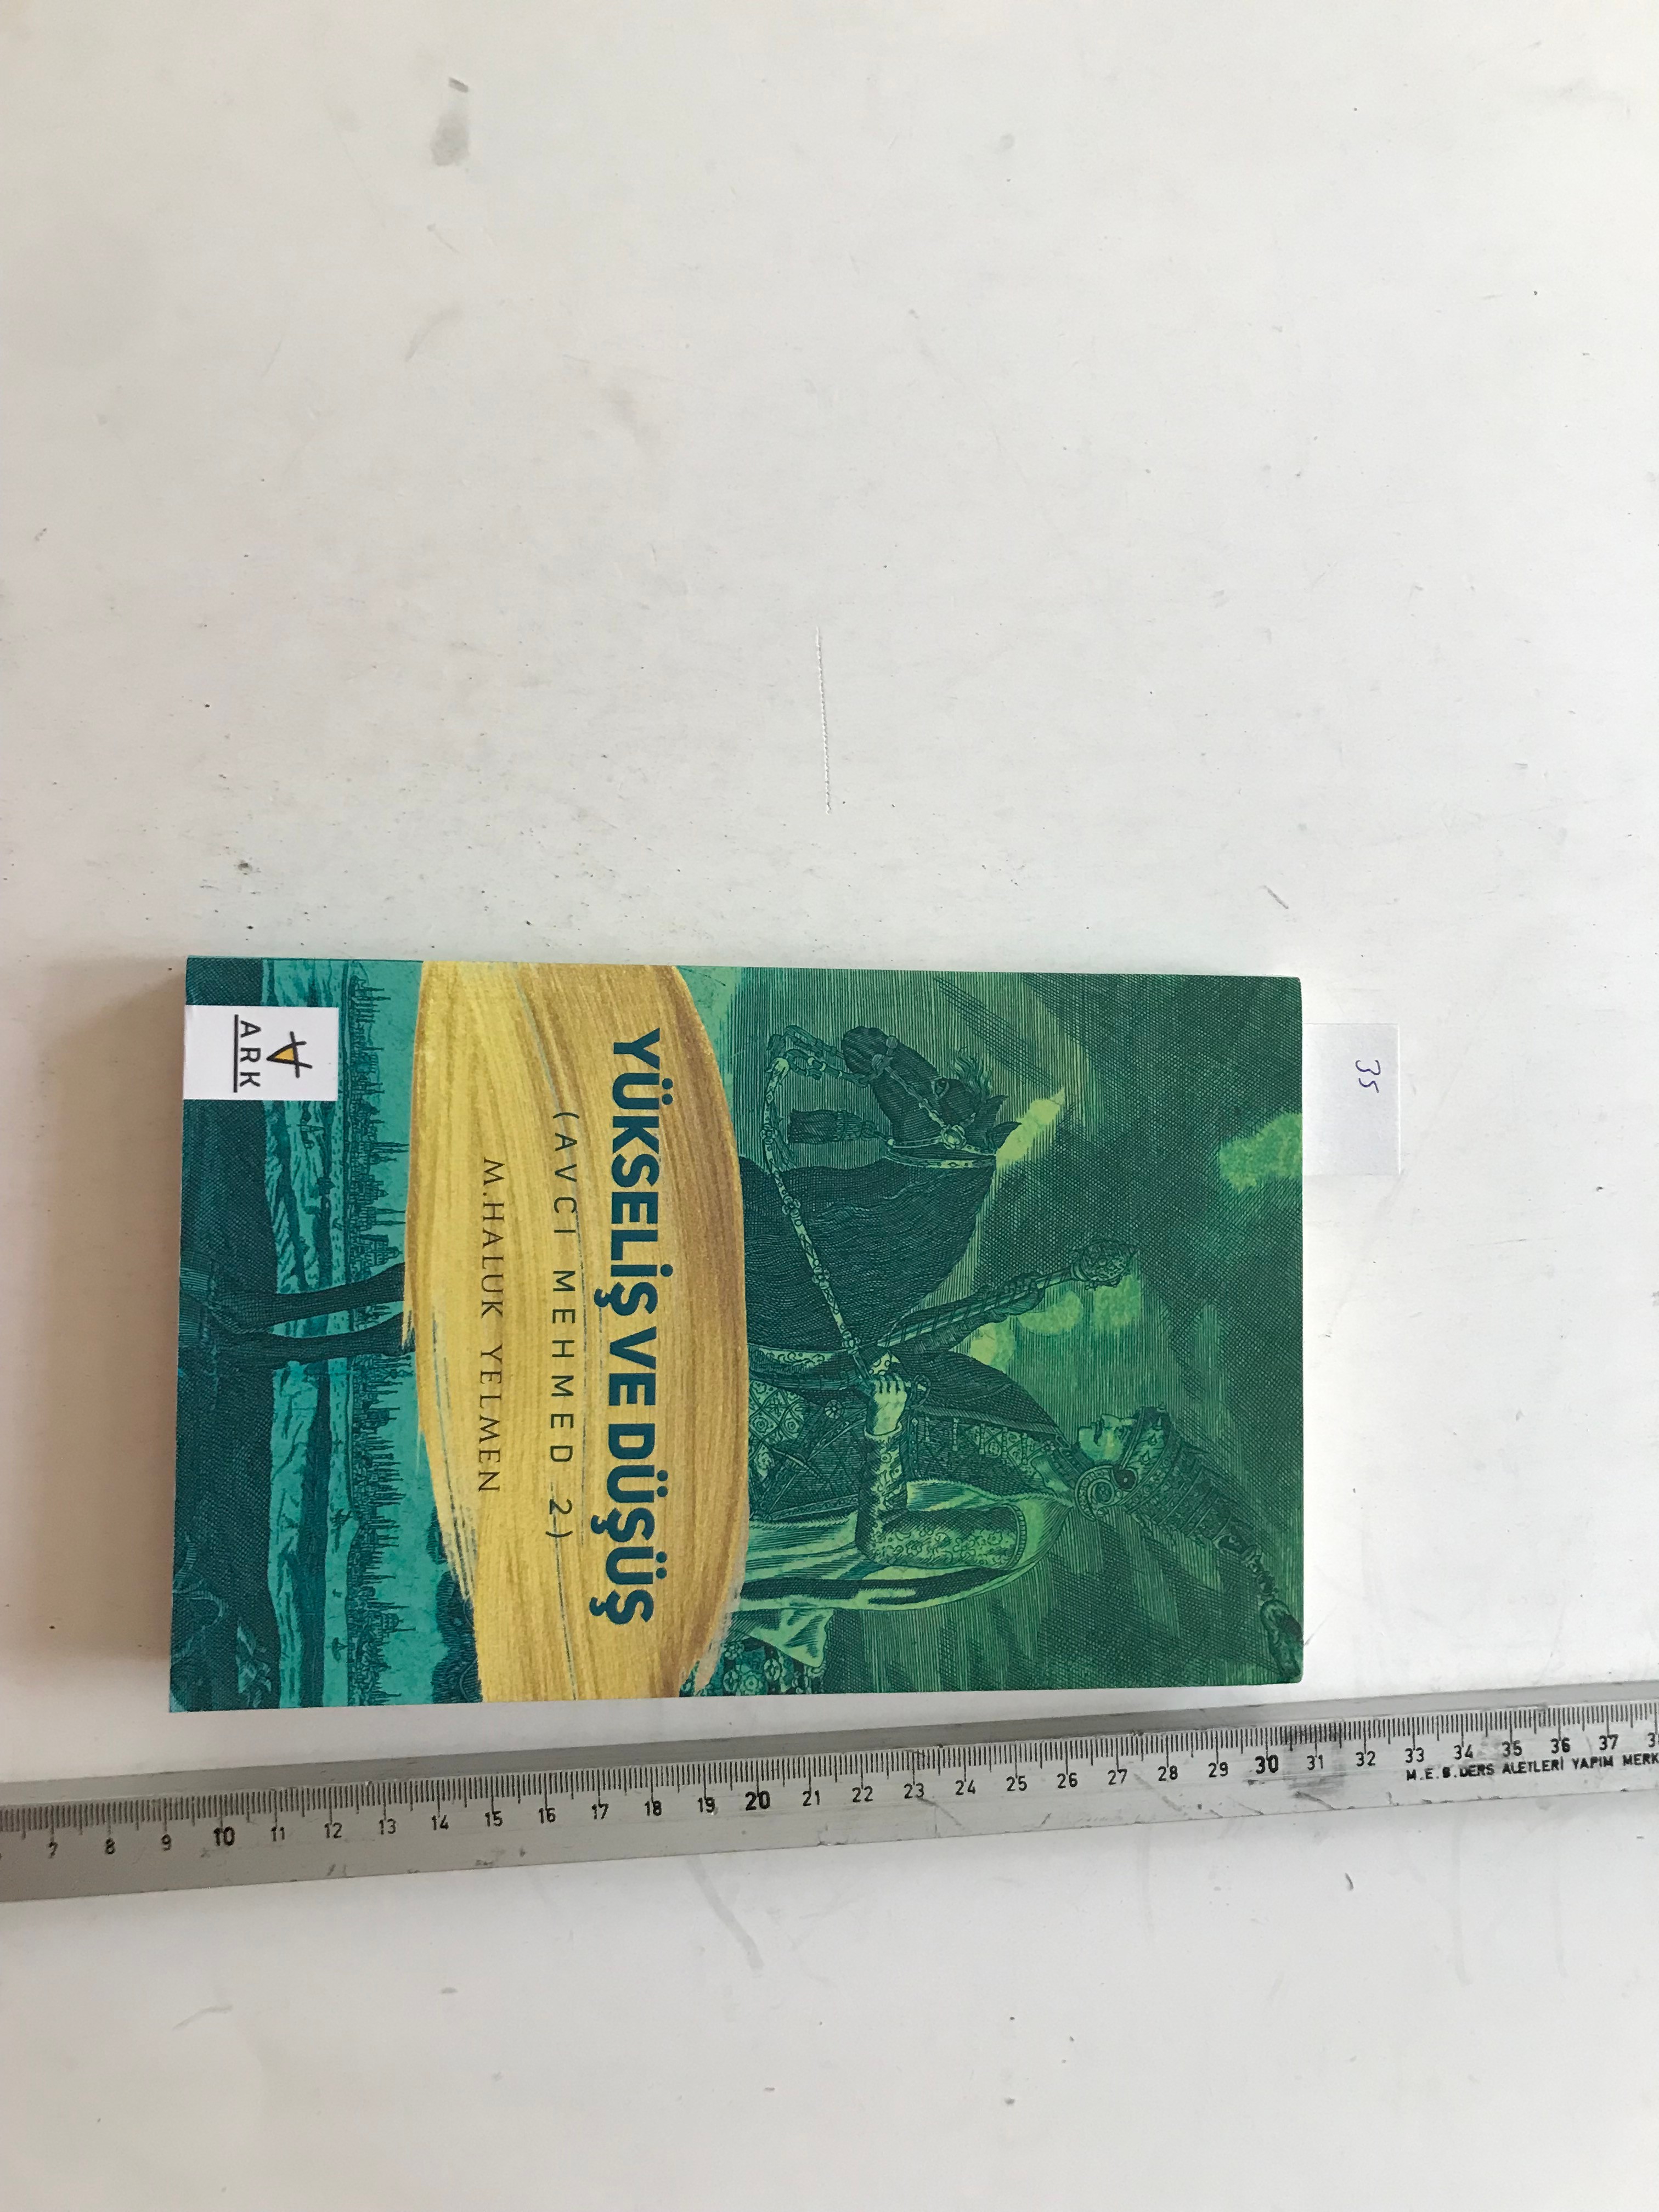 35
YÜKSELİŞ VE DÜŞÜŞ
(AVCI MEHMED 2)
M.HALUK YELMEN
ARK
7 8 9 10 11 12 13 14 15 16 17 18 19 20 21 22 23 24 25 26 27 28 29 30 31 32 33 34 35 36 37
M.E.B.DERS ALETLERİ YAPIM MERK